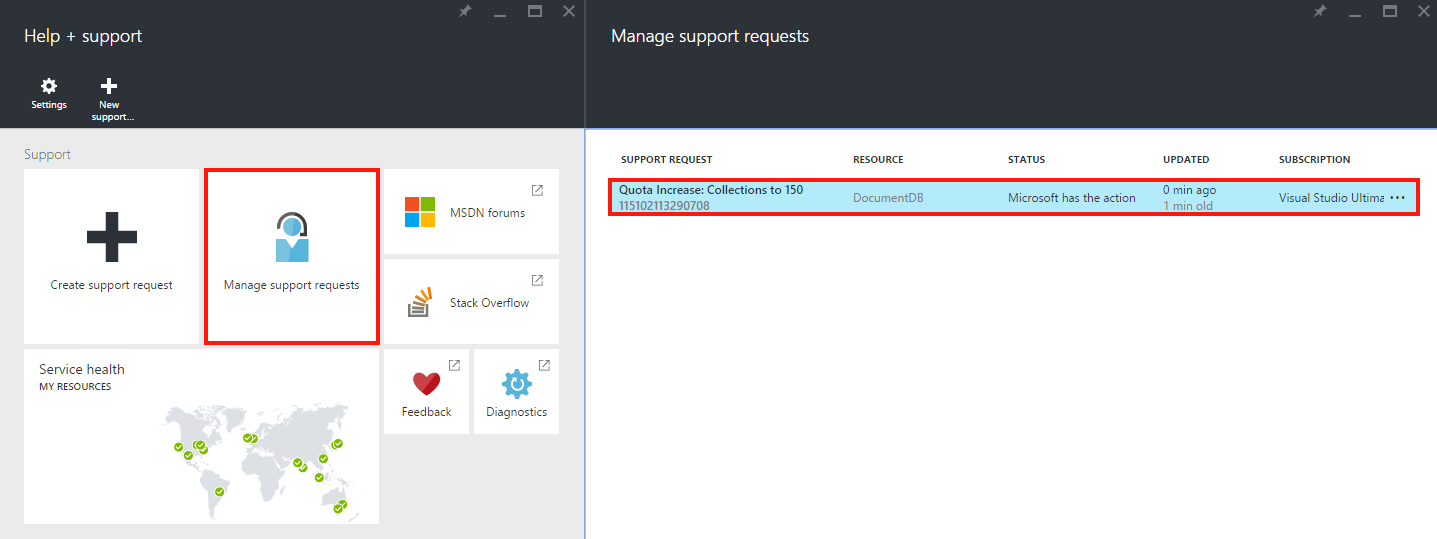 Help + support
Settings
New
support...
Support
Create support request
Manage support requests
MSDN forums
Stack Overflow
Service health
MY RESOURCES
Feedback
Diagnostics
Manage support requests
SUPPORT REQUEST RESOURCE STATUS UPDATED SUBSCRIPTION
Quota Increase: Collections to 150
115102113290708
DocumentDB
Microsoft has the action
0 min ago
1 min old
Visual Studio Ultima ···